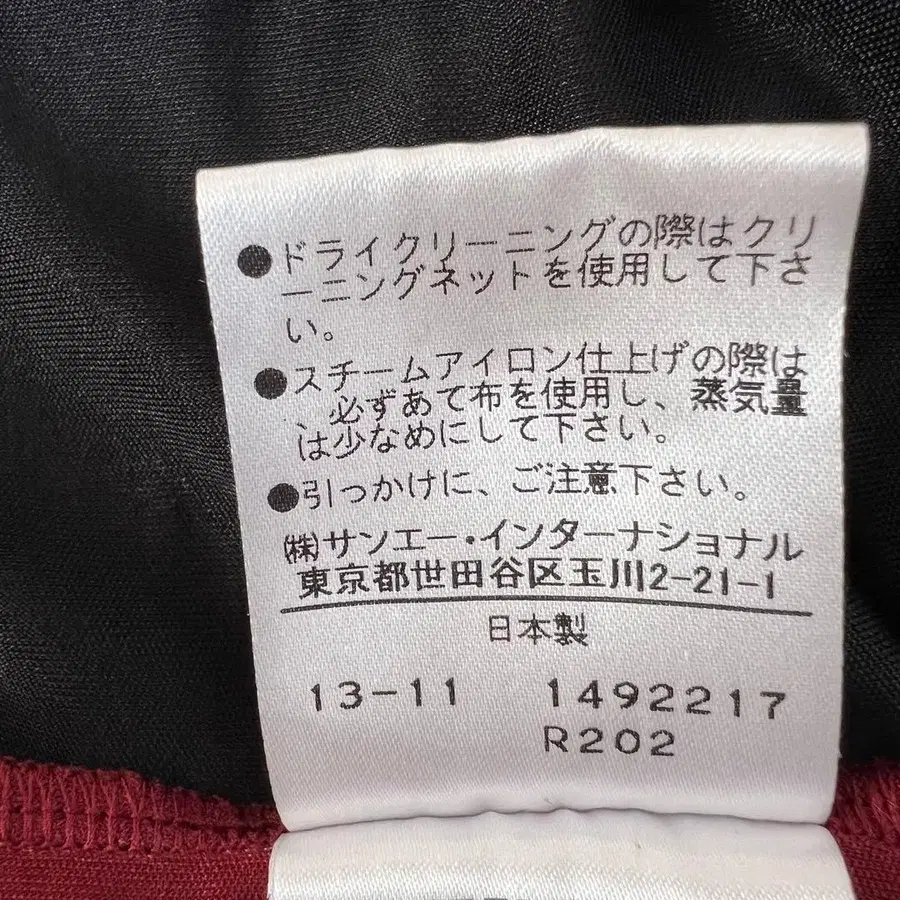 ●ドライクリーニングの際はクリ
ーニングネットを使用して下さ
い。
●スチームアイロン仕上げの際は
、必ずあて布を使用し、蒸気量
は少なめにして下さい。
●引っかけに、ご注意下さい。
㈱サンエー・インターナショナル
東京都世田谷区玉川2-21-1
日本製
13-11 1492217
R202